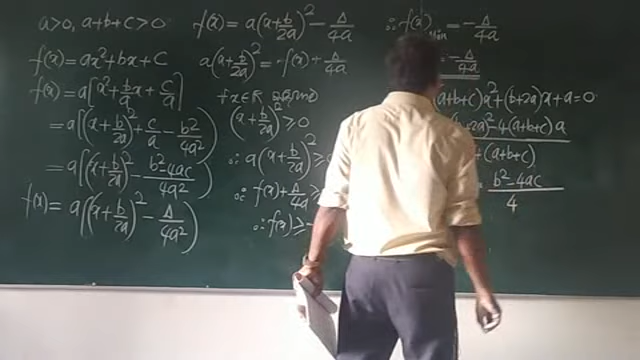 a>0, a+b+c>0
f(x) = ax²+bx+c
f(x) = a[x²+b/a x+c/a]
= a[(x+b/2a)²+c/a-b²/4a²]
= a[(x+b/2a)²-b²-4ac/4a²]
f(x) = a[(x+b/2a)²-Δ/4a²]
f(x) = a(x+b/2a)²-Δ/4a
a(x+b/2a)² = f(x)+Δ/4a
(x+b/2a)²≥0
∴ a(x+b/2a)²≥
∴ f(x)+Δ/4a≥
∴ f(x)≥-
∴ f(x) Min = -Δ/4a
-Δ/4a
(a+b+c)x²+(b+2a)x+a=0
+2a)²-4(a+b+c)a
(a+b+c)
b²-4ac/4